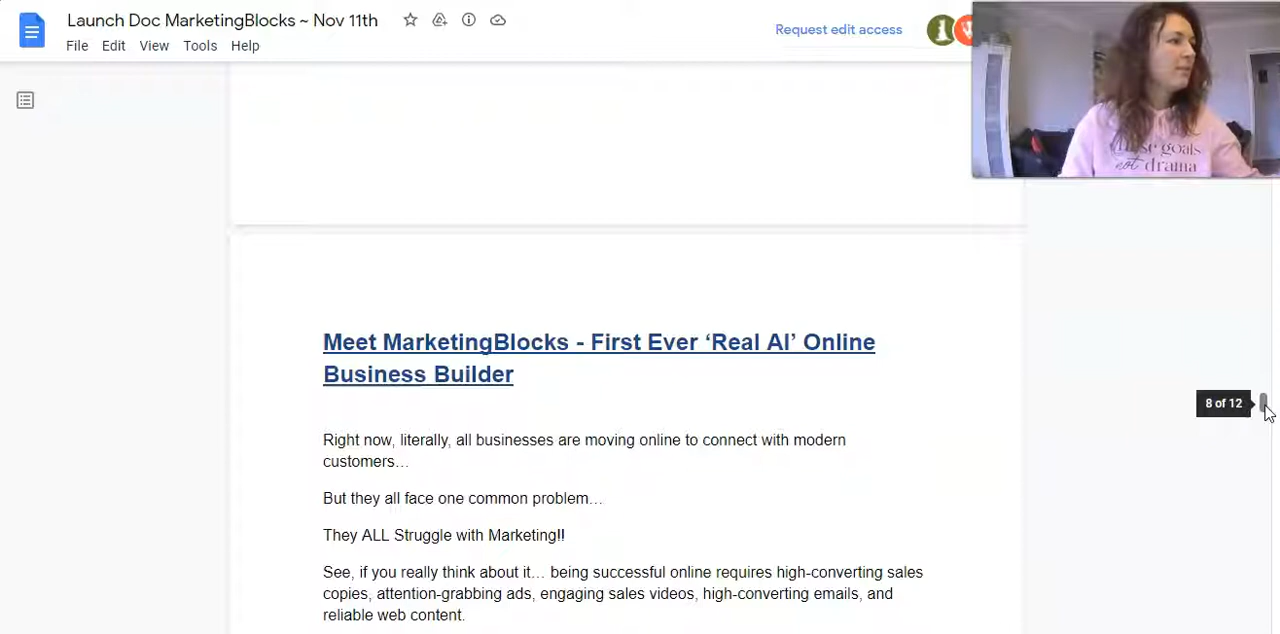 Launch Doc MarketingBlocks ~ Nov 11th
File Edit View Tools Help
Request edit access
goals
not drama
Meet MarketingBlocks - First Ever ‘Real AI’ Online
Business Builder
8 of 12
Right now, literally, all businesses are moving online to connect with modern
customers…
But they all face one common problem…
They ALL Struggle with Marketing!!
See, if you really think about it… being successful online requires high-converting sales
copies, attention-grabbing ads, engaging sales videos, high-converting emails, and
reliable web content.